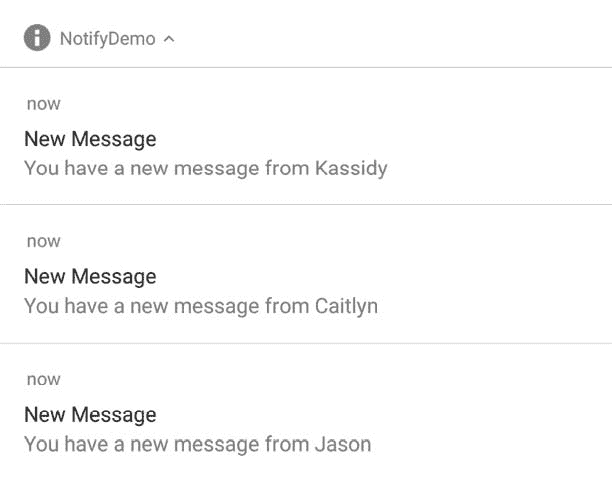 NotifyDemo
now
New Message
You have a new message from Kassidy
now
New Message
You have a new message from Caitlyn
now
New Message
You have a new message from Jason